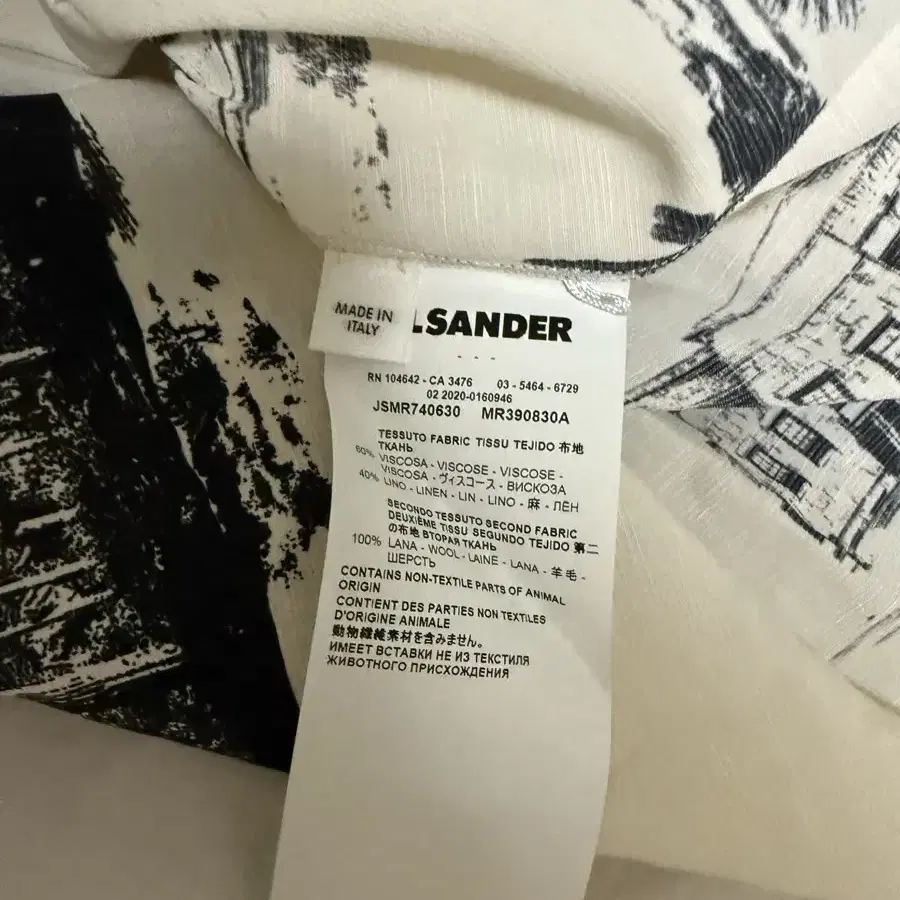 MADE IN
ITALY
L SANDER
- - -
RN 104642 - CA 3476 03 - 5464 - 6729
02 2020-0160946
JSMR740630 MR390830A
TESSUTO FABRIC TISSU TEJIDO 布地
ТКАНЬ
60% VISCOSA - VISCOSE - VISCOSE -
VISCOSA - ヴィスコース - ВИСКОЗА
40% LINO - LINEN - LIN - LINO - 麻 - ЛЕН
SECONDO TESSUTO SECOND FABRIC
DEUXIÈME TISSU SEGUNDO TEJIDO 第二
の布地 ВТОРАЯ ТКАНЬ
100% LANA - WOOL - LAINE - LANA - 羊毛 -
ШЕРСТЬ
CONTAINS NON-TEXTILE PARTS OF ANIMAL
ORIGIN
CONTIENT DES PARTIES NON TEXTILES
D'ORIGINE ANIMALE
動物繊維素材を含みません。
ИМЕЕТ ВСТАВКИ НЕ ИЗ ТЕКСТИЛЯ
ЖИВОТНОГО ПРИСХОЖДЕНИЯ